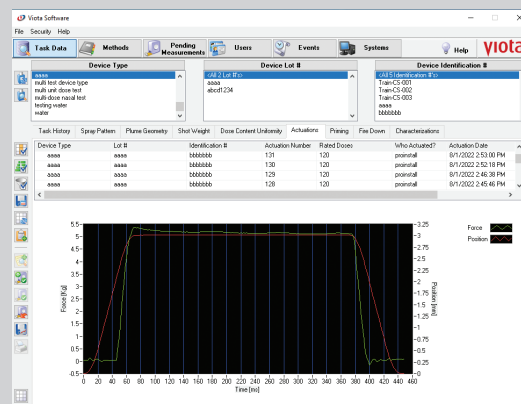 Viota Software
File Security Help
Task Data Methods Pending Measurements Users Events Systems Help viota
Device Type Device Lot # Device Identification #
aaaa <All 2 Lot #'s> <All 5 Identification #'s>
multi test device type aaaa Train-CS-001
multi unit dose test abcd1234 Train-CS-002
multi-dose nasal test Train-CS-003
testing water aaaa
water bbbbbbb
Task History Spray Pattern Plume Geometry Shot Weight Dose Content Uniformity Actuations Priming Fire Down Characterizations
Device Type Lot # Identification # Actuation Number Rated Doses Who Actuated? Actuation Date
aaaa aaaa bbbbbbb 131 120 proinstall 8/1/2022 2:53:00 PM
aaaa aaaa bbbbbbb 130 120 proinstall 8/1/2022 2:52:18 PM
aaaa aaaa bbbbbbb 129 120 proinstall 8/1/2022 2:46:38 PM
aaaa aaaa bbbbbbb 128 120 proinstall 8/1/2022 2:45:46 PM
5.5 3.25
5 3
4.5 2.75
4 2.5
3.5 2.25
3 2
2.5 1.75
2 1.5
1.5 1.25
1 1
0.5 0.75
0 0.5
-0.5 0.25
0
Force [Kg]
Position [mm]
0 20 40 60 80 100 120 140 160 180 200 220 240 260 280 300 320 340 360 380 400 420 440 460
Time [ms]
Force
Position